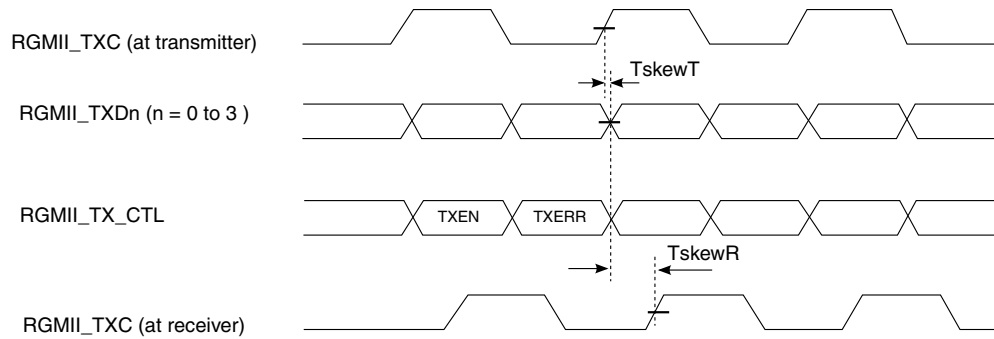 RGMII_TXC (at transmitter)
TskewT
RGMII_TXDn (n = 0 to 3 )
RGMII_TX_CTL
TXEN
TXERR
TskewR
RGMII_TXC (at receiver)